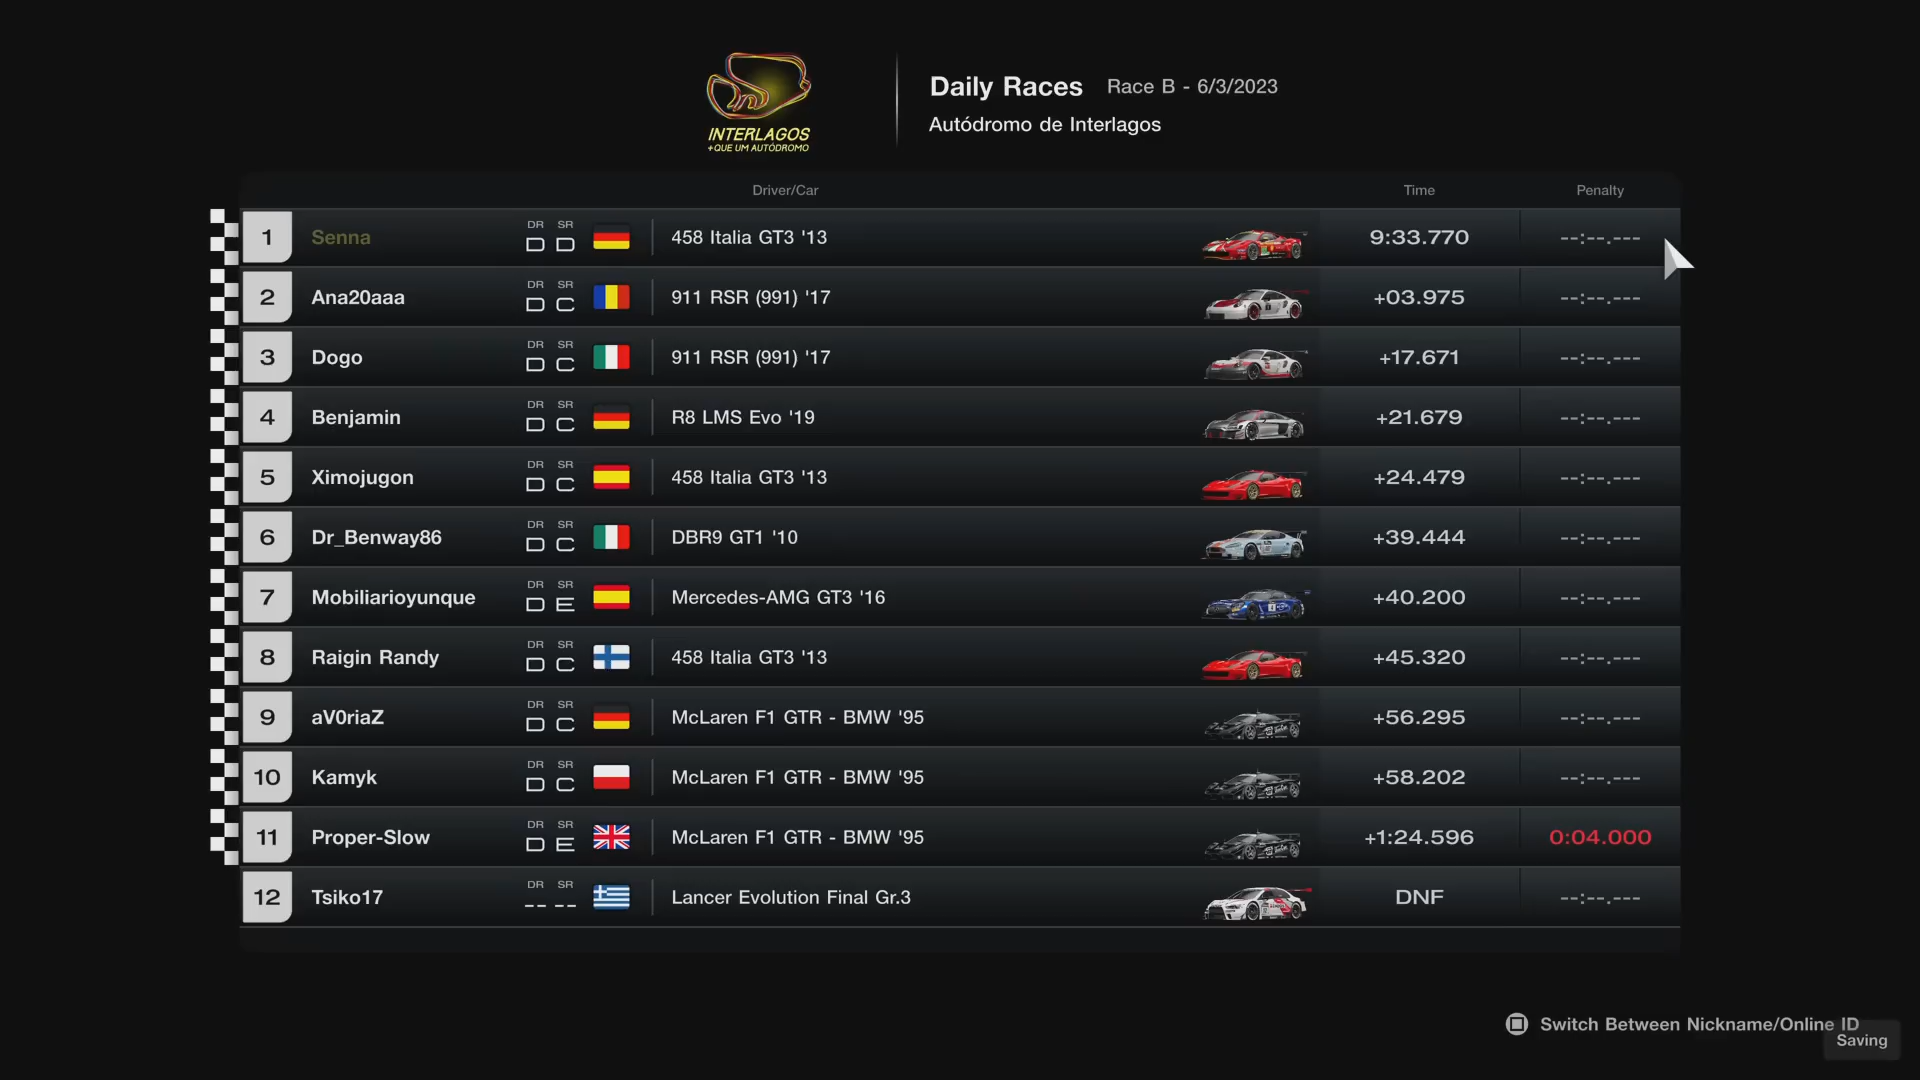 INTERLAGOS
+QUE UM AUTÓDROMO
Daily Races Race B - 6/3/2023
Autódromo de Interlagos
Driver/Car Time Penalty
1 Senna DR D SR D 458 Italia GT3 '13 9:33.770 --:--.---
2 Ana20aaa DR D SR C 911 RSR (991) '17 +03.975 --:--.---
3 Dogo DR D SR C 911 RSR (991) '17 +17.671 --:--.---
4 Benjamin DR D SR C R8 LMS Evo '19 +21.679 --:--.---
5 Ximojugon DR D SR C 458 Italia GT3 '13 +24.479 --:--.---
6 Dr_Benway86 DR D SR C DBR9 GT1 '10 +39.444 --:--.---
7 Mobiliarioyunque DR D SR E Mercedes-AMG GT3 '16 +40.200 --:--.---
8 Raigin Randy DR D SR C 458 Italia GT3 '13 +45.320 --:--.---
9 aV0riaZ DR D SR C McLaren F1 GTR - BMW '95 +56.295 --:--.---
10 Kamyk DR D SR C McLaren F1 GTR - BMW '95 +58.202 --:--.---
11 Proper-Slow DR D SR E McLaren F1 GTR - BMW '95 +1:24.596 0:04.000
12 Tsiko17 DR -- SR -- Lancer Evolution Final Gr.3 DNF --:--.---
Switch Between Nickname/Online ID
Saving